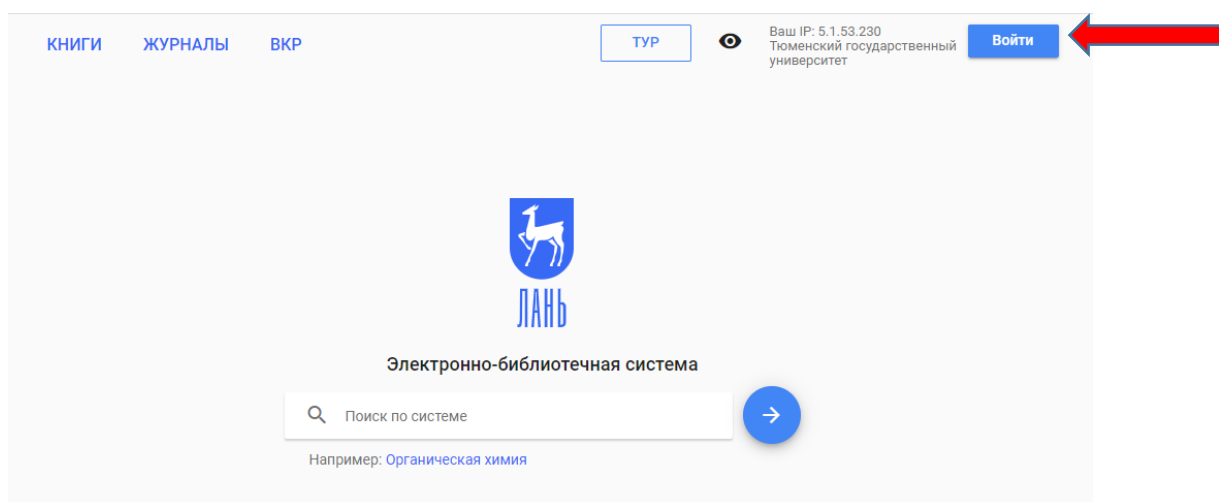 КНИГИ ЖУРНАЛЫ ВКР ТУР
Ваш IP: 5.1.53.230
Тюменский государственный
университет
Войти
ЛАНЬ
Электронно-библиотечная система
Поиск по системе
Например: Органическая химия